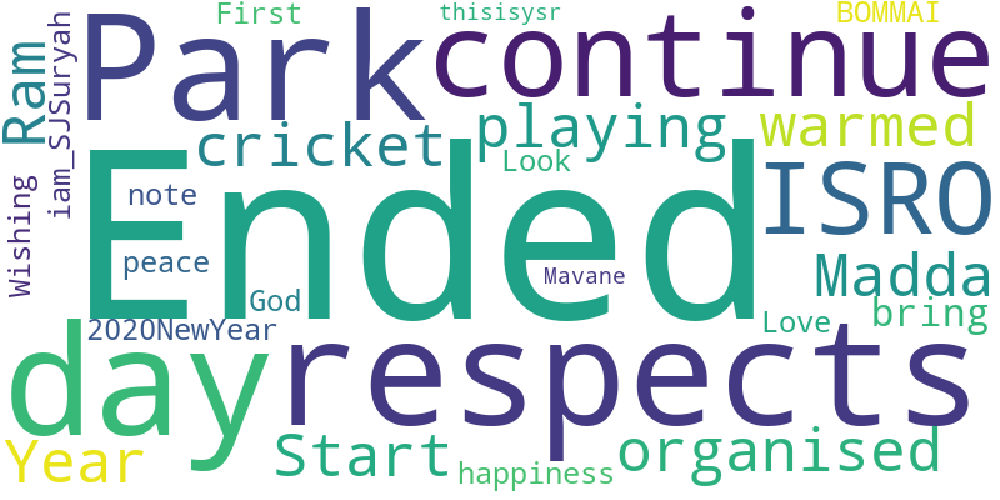 First
thisisysr
BOMMAI
Park
continue
Ram
iam_SJSuryah
cricket
playing
warmed
Look
Ended
ISRO
note
Wishing
peace
Mavane
Madda
God
2020NewYear
Love
bring
day
respects
Year
Start
happiness
organised